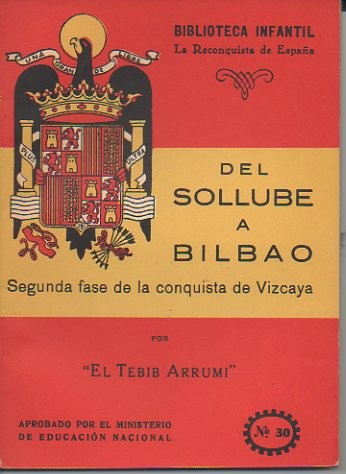 BIBLIOTECA INFANTIL
La Reconquista de España
UNA GRANDE LIBRE
PLUS ULTRA
DEL
SOLLUBE
A
BILBAO
Segunda fase de la conquista de Vizcaya
POR
"EL TEBIB ARRUMI"
APROBADO POR EL MINISTERIO
DE EDUCACIÓN NACIONAL
Nº 30